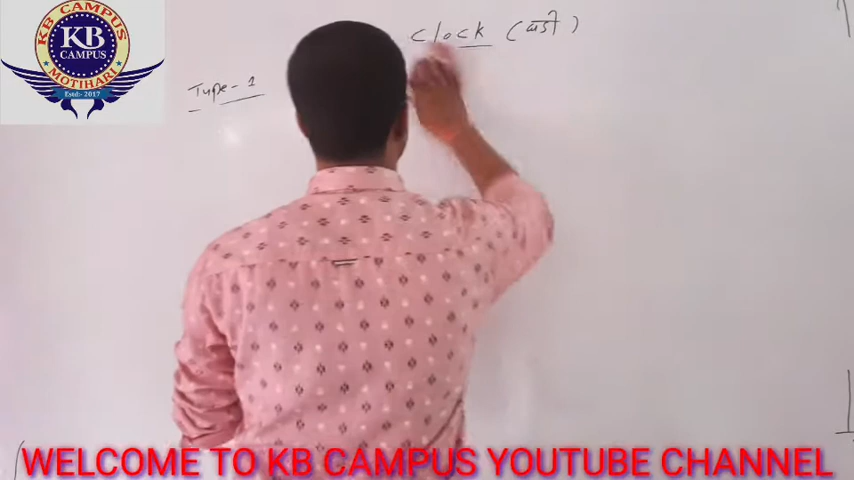 KB CAMPUS
KB
CAMPUS
MOTIHARI
Estd- 2017
Clock (घड़ी)
Type-1
WELCOME TO KB CAMPUS YOUTUBE CHANNEL